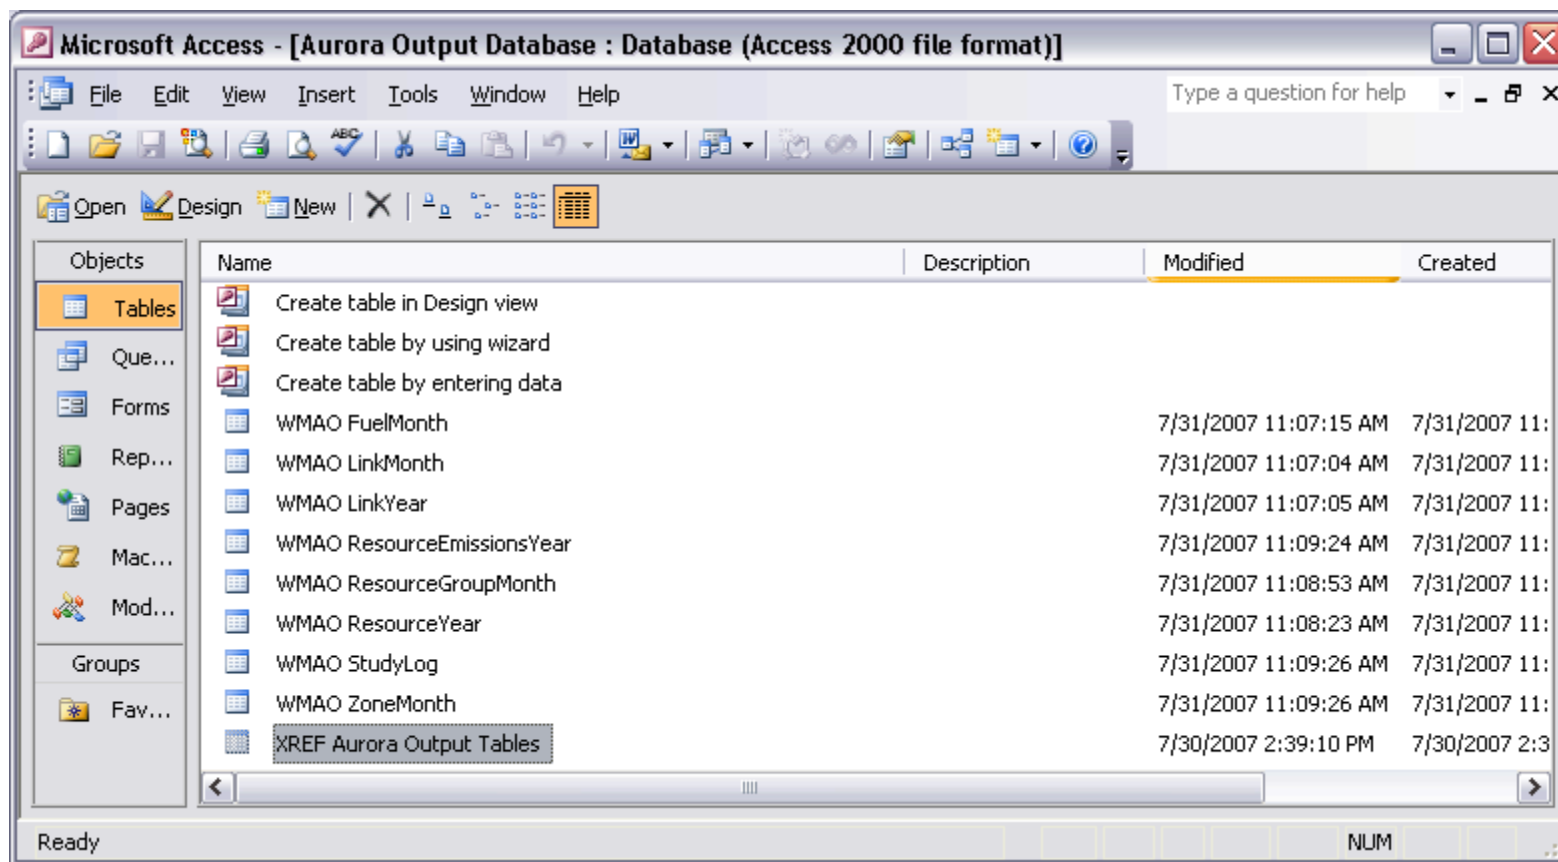 Microsoft Access - [Aurora Output Database : Database (Access 2000 file format)]
File Edit View Insert Tools Window Help Type a question for help
ABC W
Open Design New
Objects Name Description Modified Created
Tables Create table in Design view
Que... Create table by using wizard
Create table by entering data
Forms WMAO FuelMonth 7/31/2007 11:07:15 AM 7/31/2007 11:
Rep... WMAO LinkMonth 7/31/2007 11:07:04 AM 7/31/2007 11:
Pages WMAO LinkYear 7/31/2007 11:07:05 AM 7/31/2007 11:
Mac... WMAO ResourceEmissionsYear 7/31/2007 11:09:24 AM 7/31/2007 11:
WMAO ResourceGroupMonth 7/31/2007 11:08:53 AM 7/31/2007 11:
Mod... WMAO ResourceYear 7/31/2007 11:08:23 AM 7/31/2007 11:
Groups WMAO StudyLog 7/31/2007 11:09:26 AM 7/31/2007 11:
Fav... WMAO ZoneMonth 7/31/2007 11:09:26 AM 7/31/2007 11:
XREF Aurora Output Tables 7/30/2007 2:39:10 PM 7/30/2007 2:3
Ready NUM